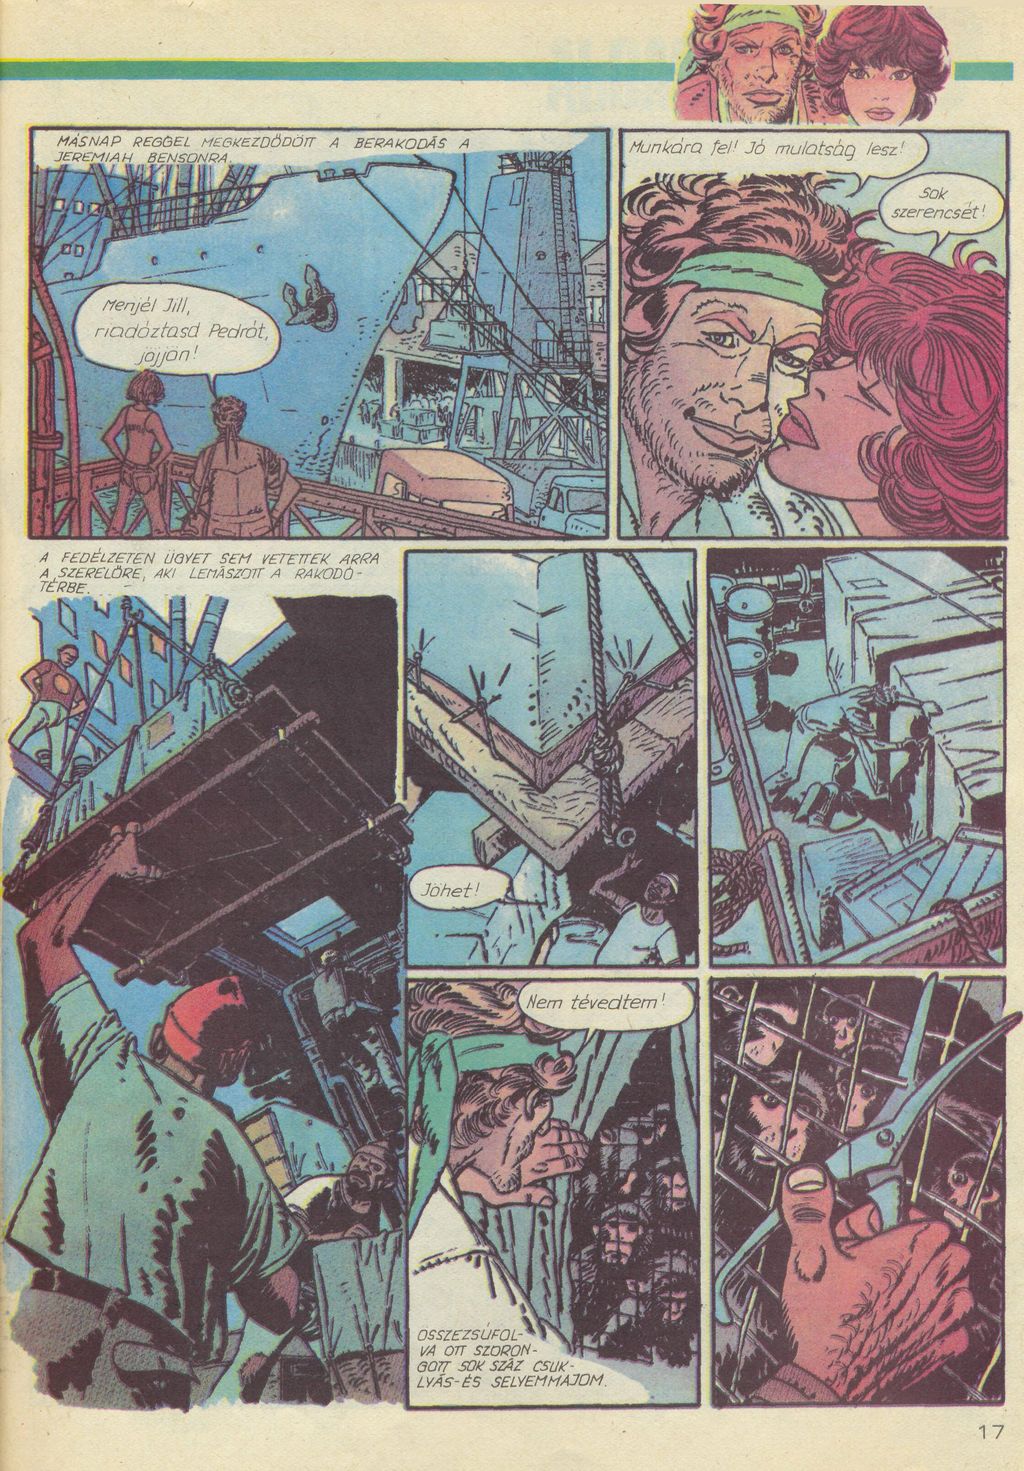 MÁSNAP REGGEL MEGKEZDŐDÖTT A BERAKODÁS A
JEREMIAH BENSONRA.
Menjél Jill,
riadóztasd Pedrót,
jöjjön!
Munkára fel! Jó mulatság lesz!
Sok
szerencsét!
A FEDÉLZETEN ÜGYET SEM VETETTEK ARRA
A SZERELŐRE, AKI LEMÁSZOTT A RAKODÓ-
TÉRBE.
Jöhet!
Nem tévedtem!
ÖSSZEZSÚFOL-
VA OTT SZORON-
GOTT SOK SZÁZ CSUK-
LYÁS-ÉS SELYEMMAJOM.
17